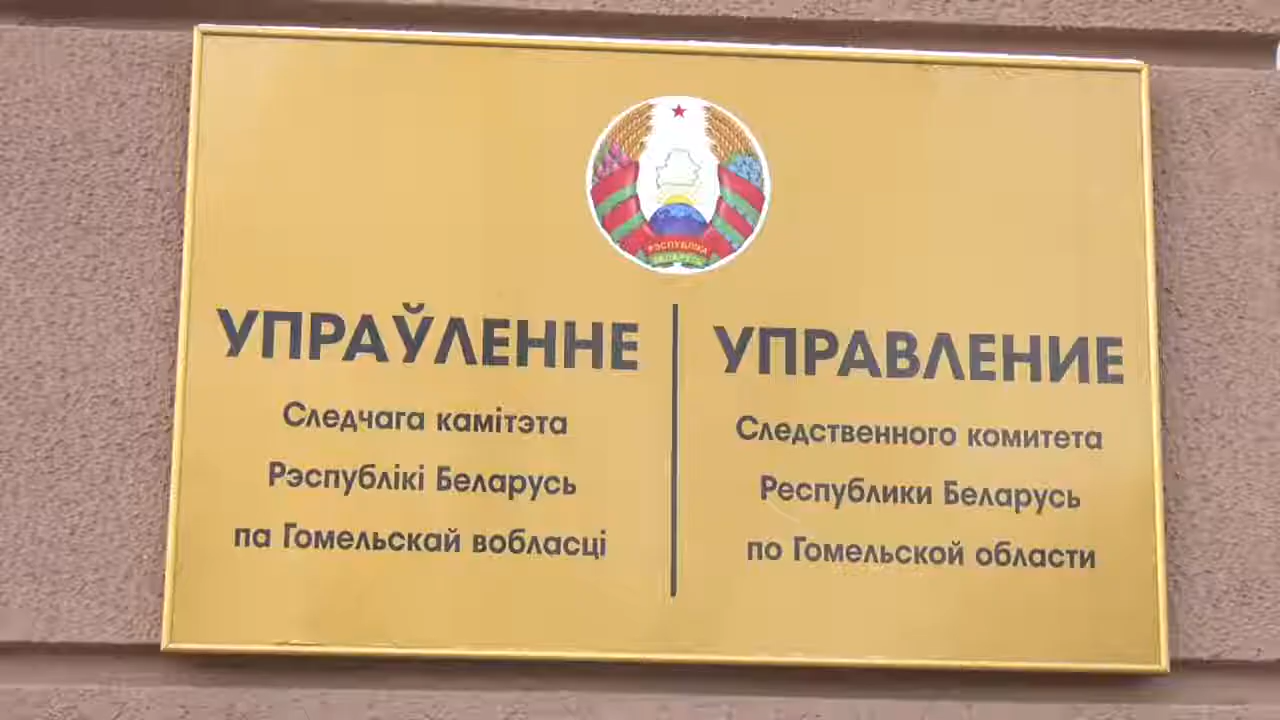 РЭСПУБЛІКА
БЕЛАРУСЬ
УПРАЎЛЕННЕ
Следчага камітэта
Рэспублікі Беларусь
па Гомельскай вобласці
УПРАВЛЕНИЕ
Следственного комитета
Республики Беларусь
по Гомельской области